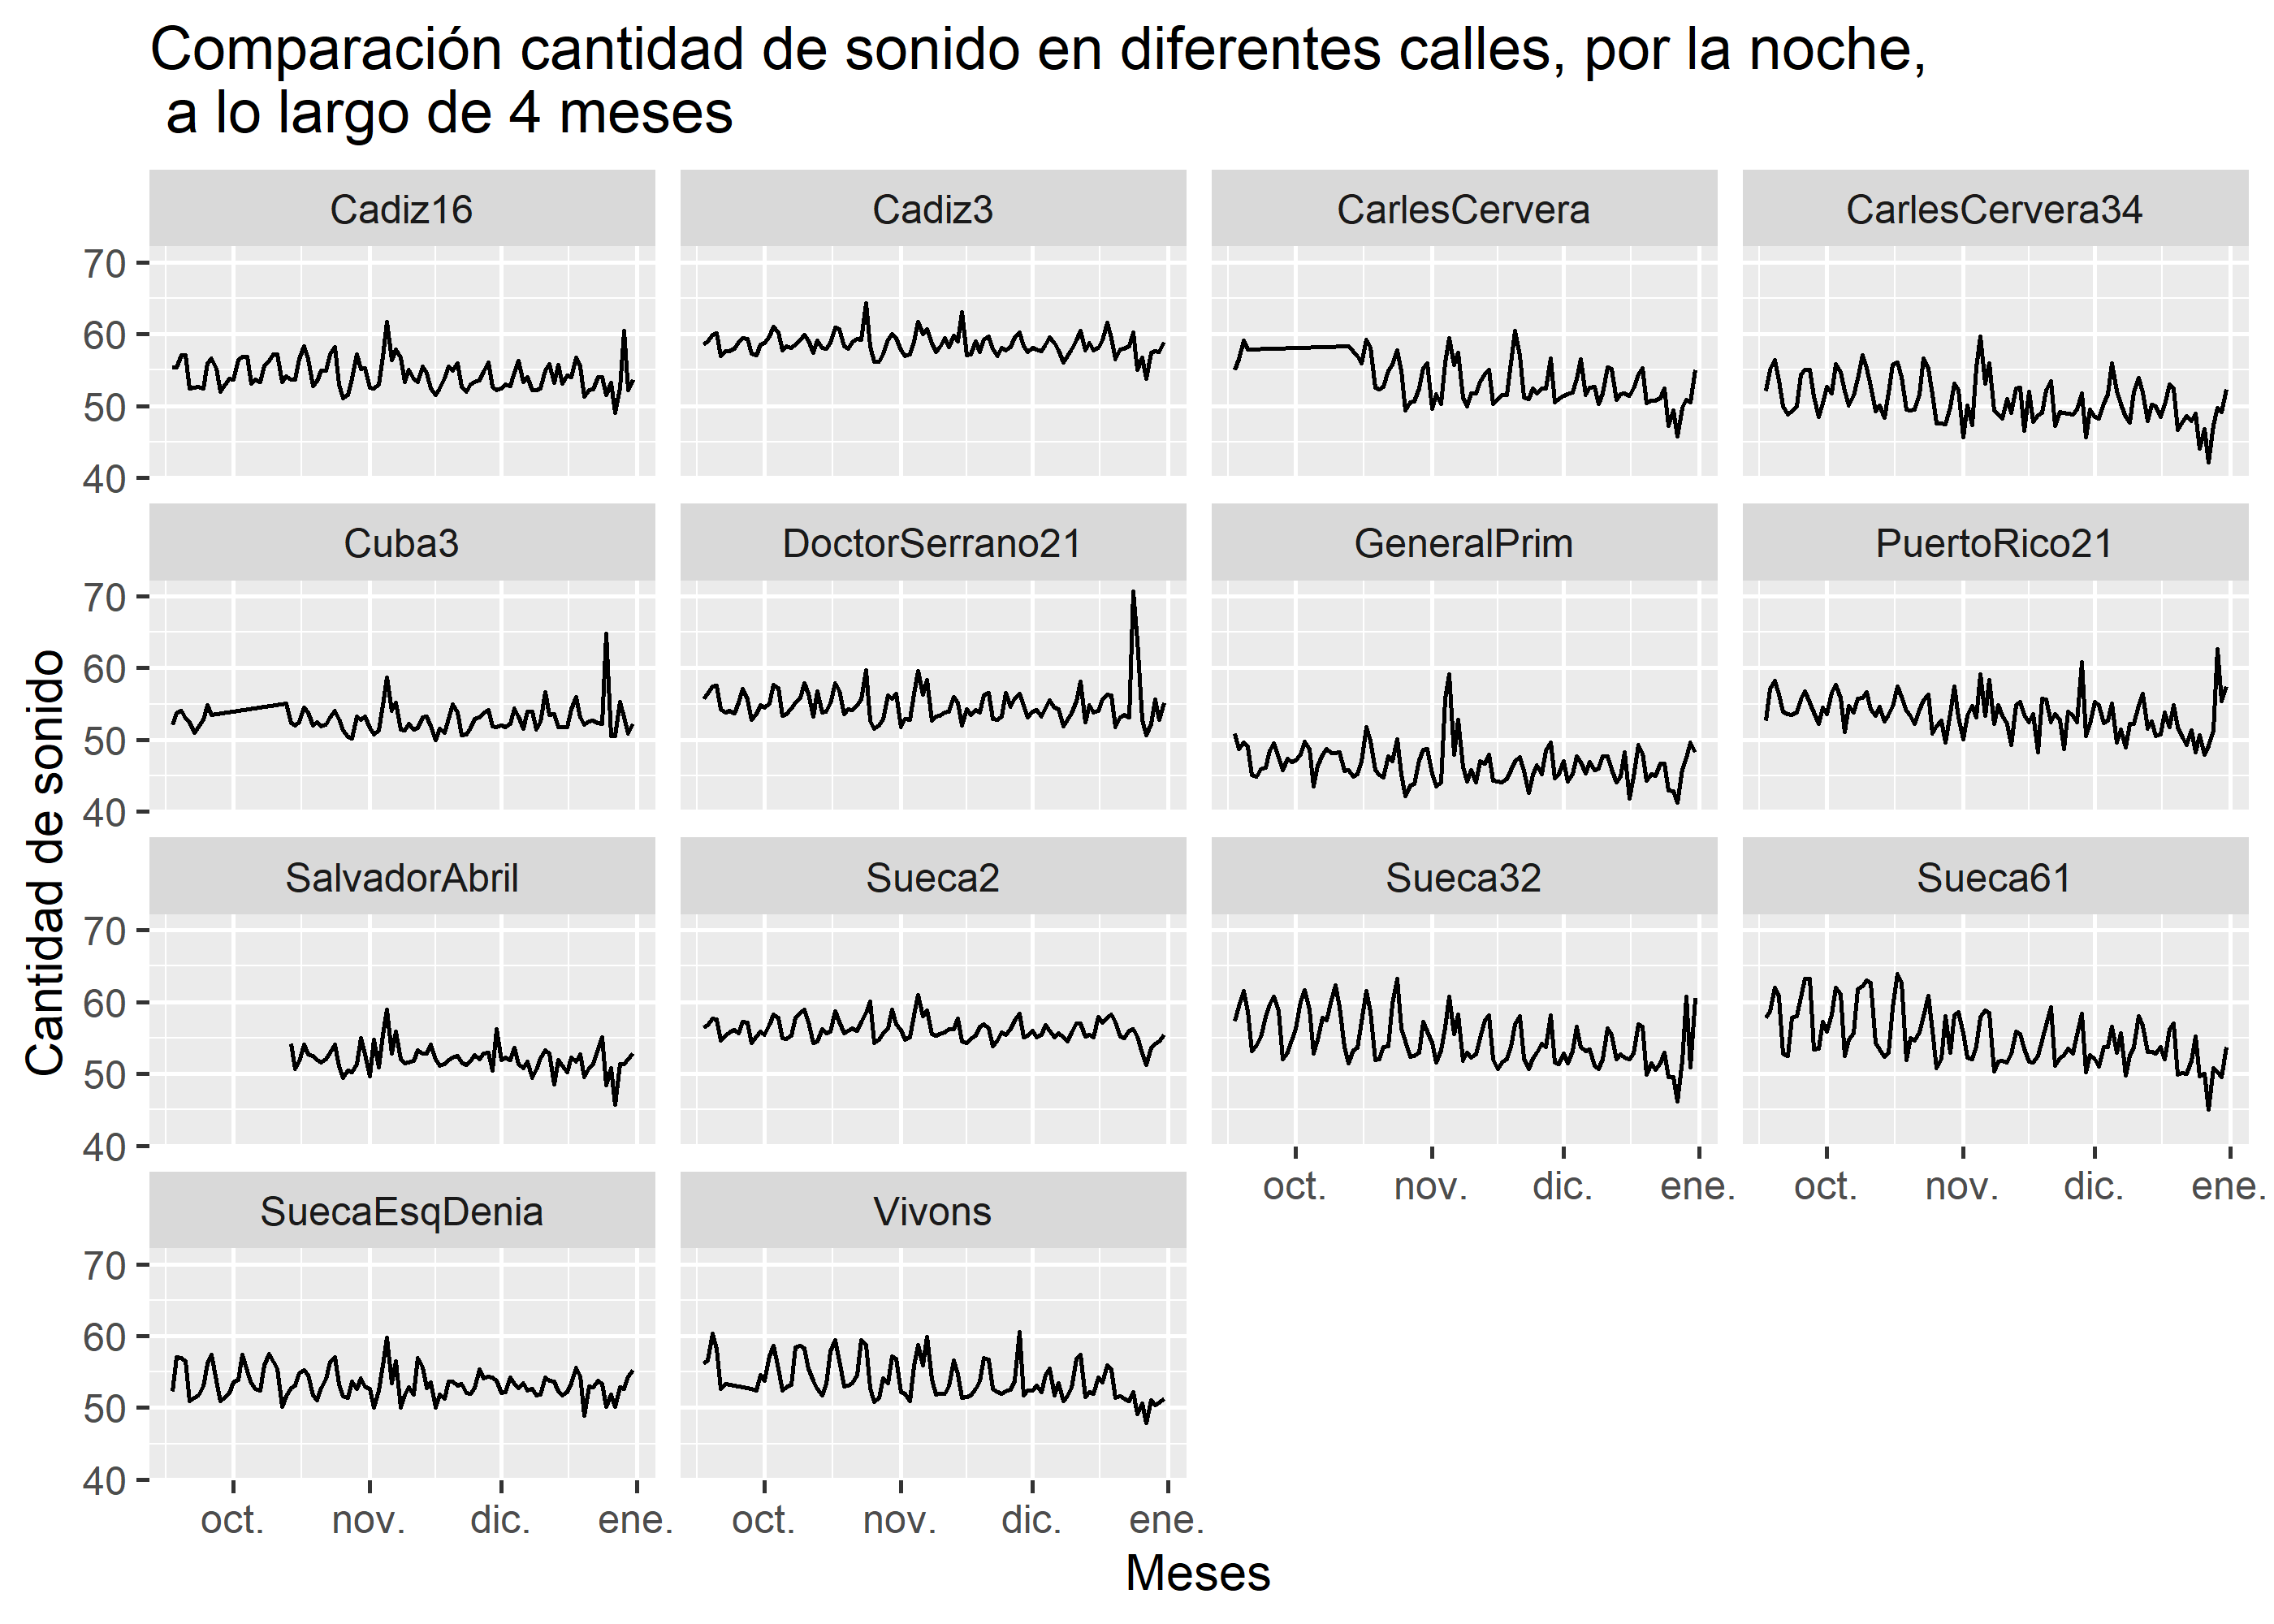 Comparación cantidad de sonido en diferentes calles, por la noche,
a lo largo de 4 meses
Cadiz16
Cadiz3
CarlesCervera
CarlesCervera34
70
60
50
40
Cuba3
DoctorSerrano21
GeneralPrim
PuertoRico21
70
60
50
40
SalvadorAbril
Sueca2
Sueca32
Sueca61
70
60
50
40
oct.
nov.
dic.
ene.
oct.
nov.
dic.
ene.
SuecaEsqDenia
Vivons
70
60
50
40
oct.
nov.
dic.
ene.
oct.
nov.
dic.
ene.
Cantidad de sonido
Meses